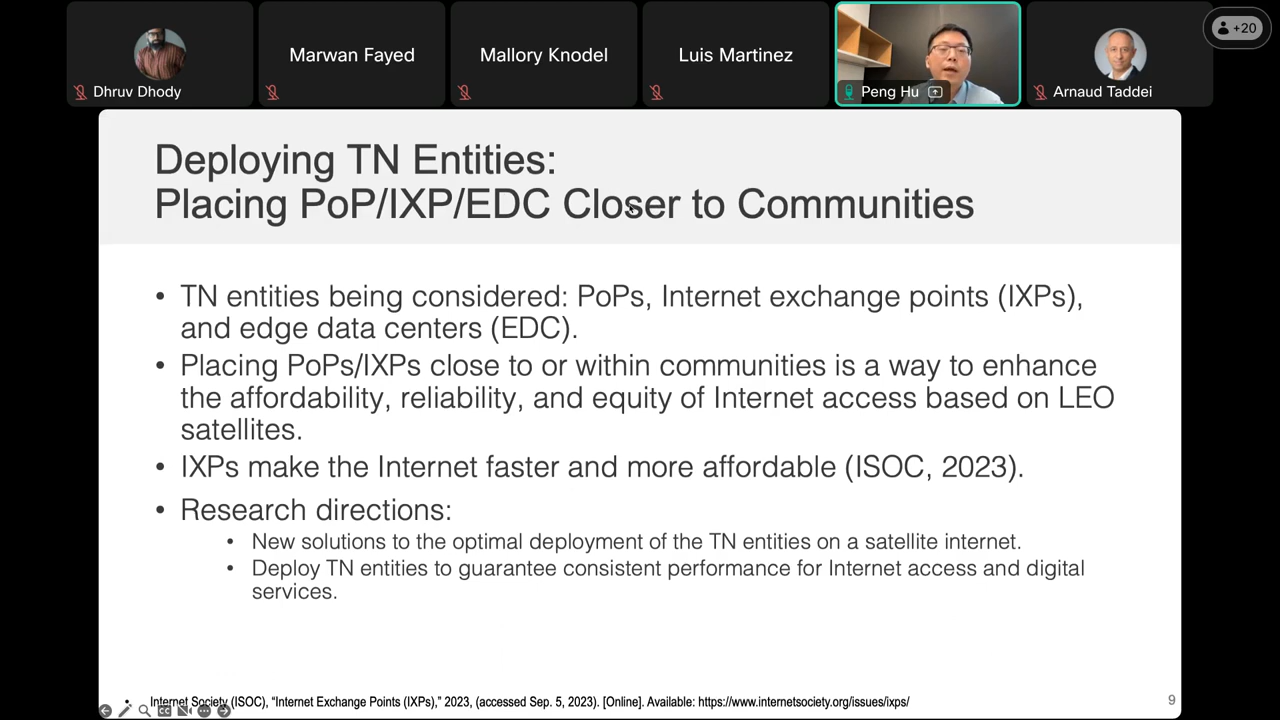 Dhruv Dhody
Marwan Fayed
Mallory Knodel
Luis Martinez
Peng Hu
Arnaud Taddei
+20
Deploying TN Entities:
Placing PoP/IXP/EDC Closer to Communities
• TN entities being considered: PoPs, Internet exchange points (IXPs),
and edge data centers (EDC).
• Placing PoPs/IXPs close to or within communities is a way to enhance
the affordability, reliability, and equity of Internet access based on LEO
satellites.
• IXPs make the Internet faster and more affordable (ISOC, 2023).
• Research directions:
• New solutions to the optimal deployment of the TN entities on a satellite internet.
• Deploy TN entities to guarantee consistent performance for Internet access and digital
services.
• Internet Society (ISOC), “Internet Exchange Points (IXPs),” 2023, (accessed Sep. 5, 2023). [Online]. Available: https://www.internetsociety.org/issues/ixps/
9